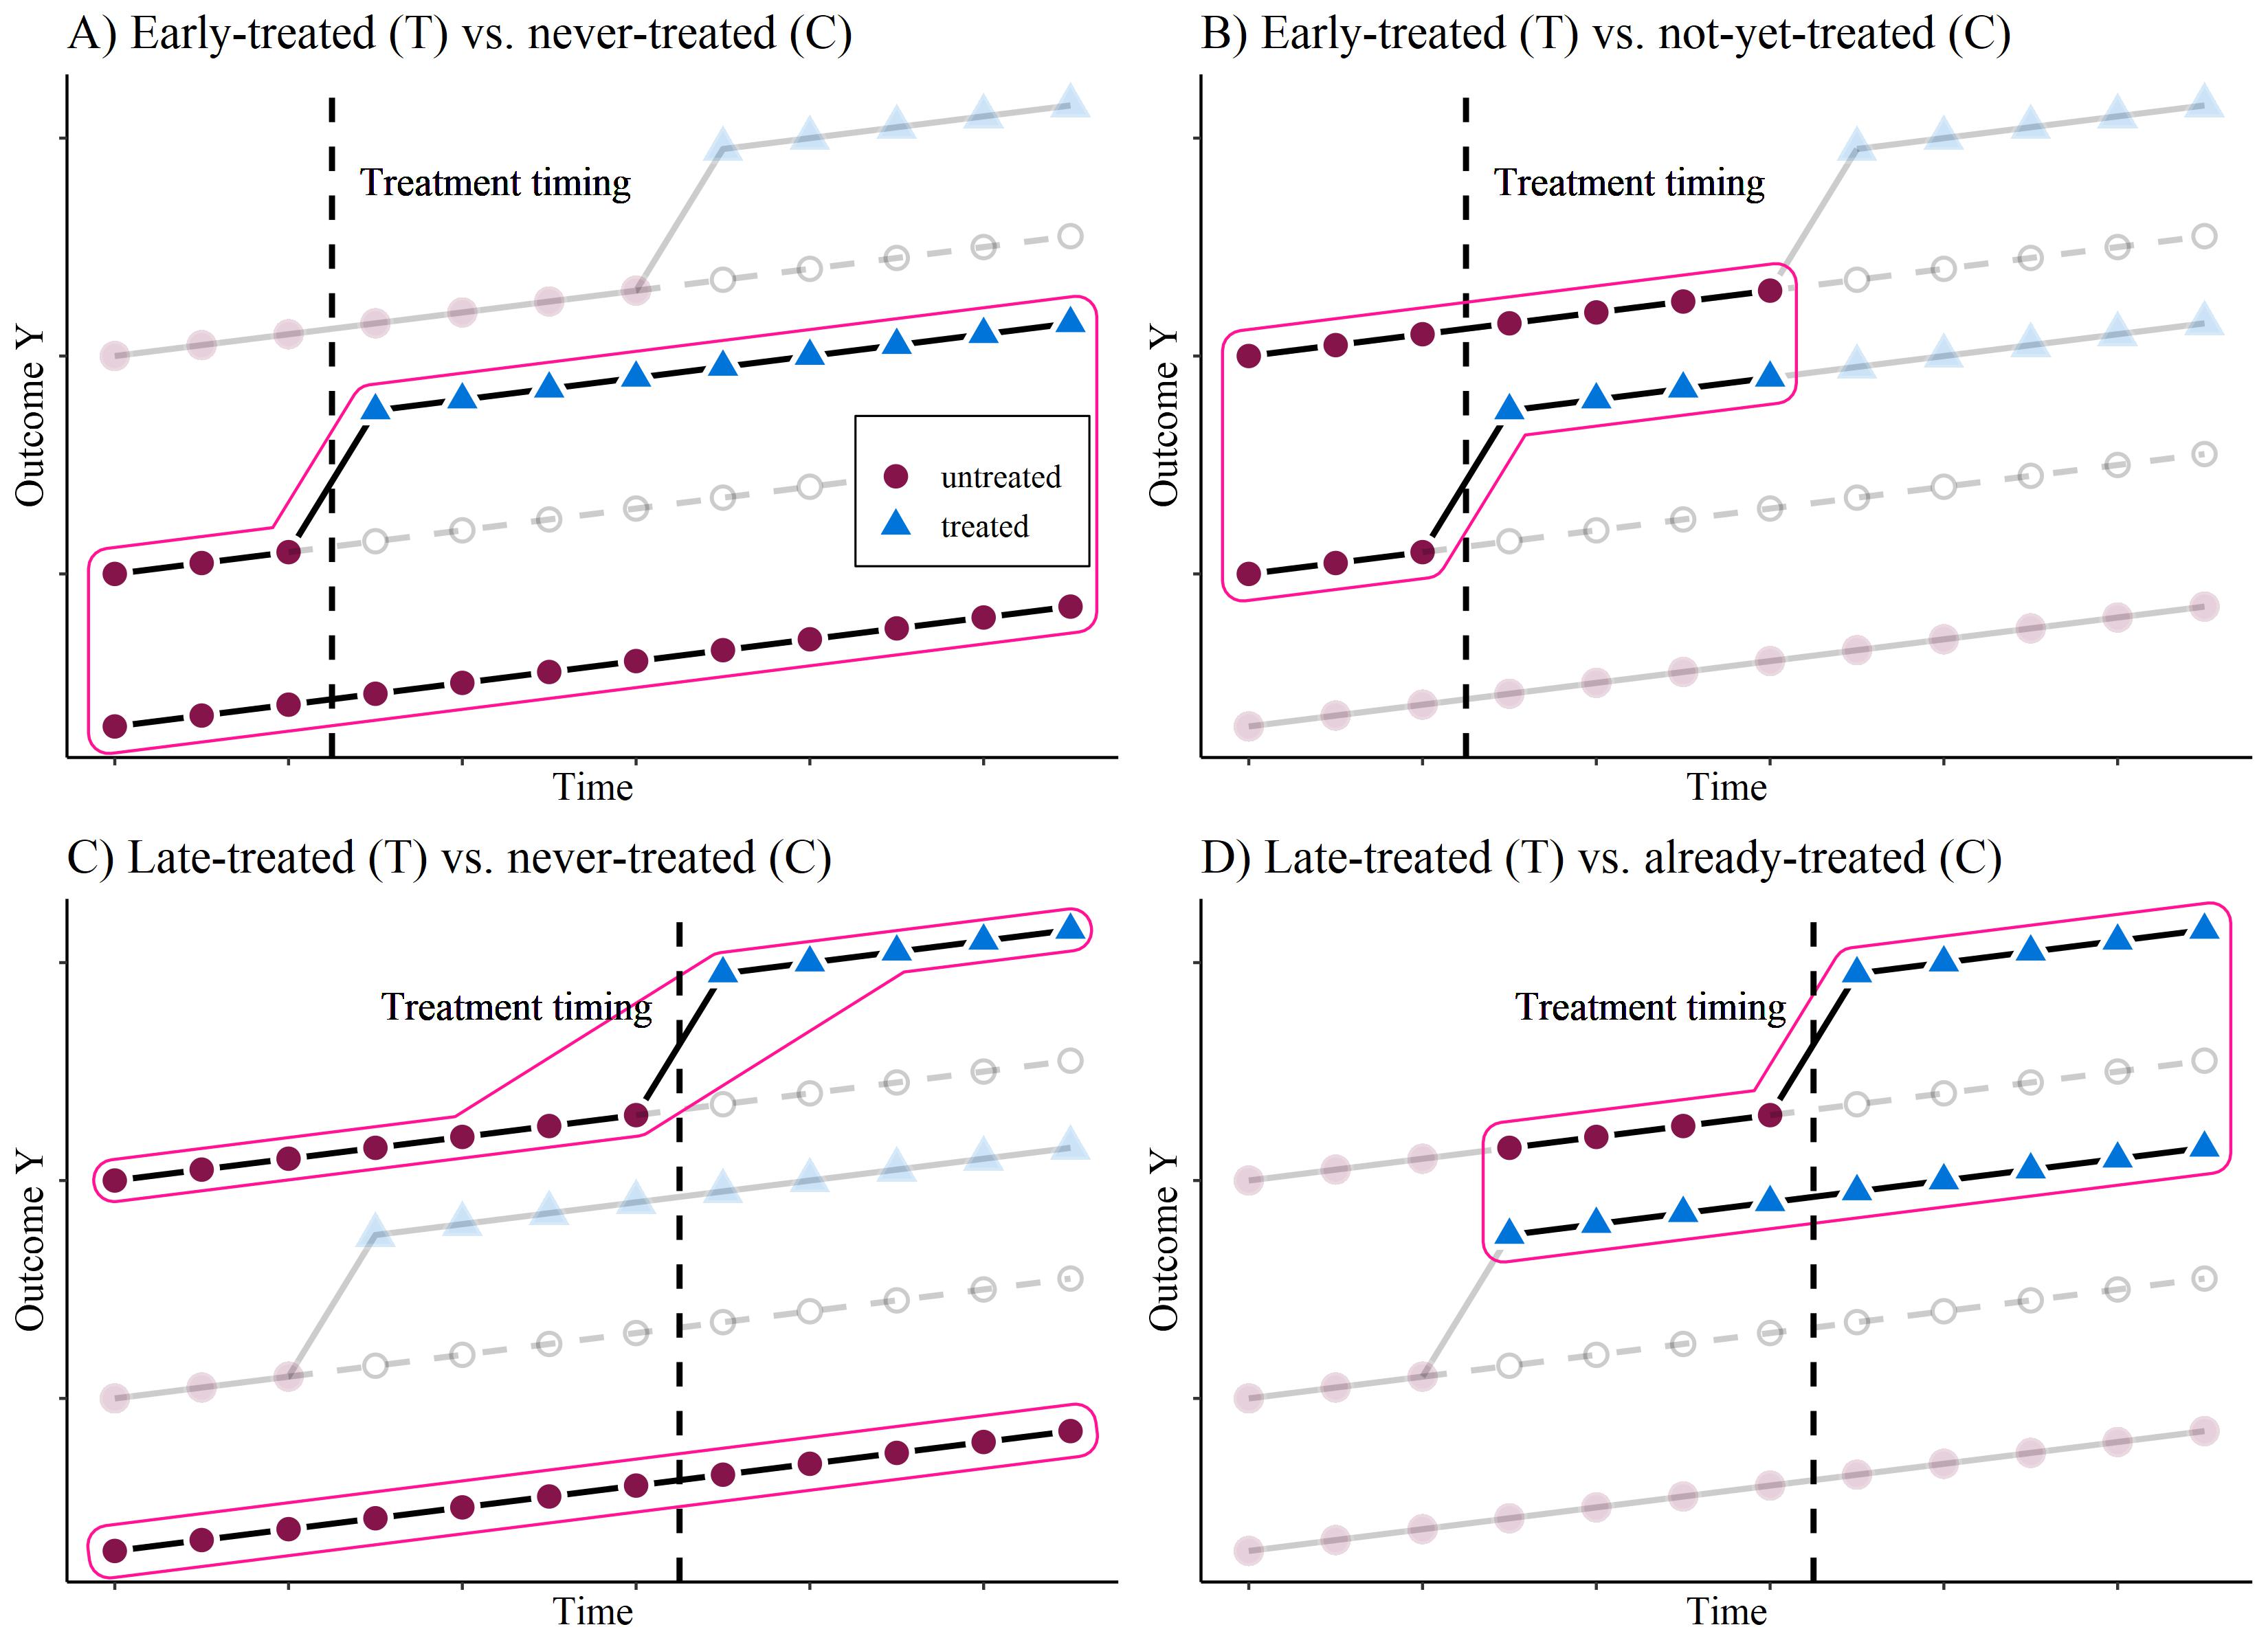 A) Early-treated (T) vs. never-treated (C)
Treatment timing
Outcome Y
untreated
treated
Time
B) Early-treated (T) vs. not-yet-treated (C)
Treatment timing
Outcome Y
Time
C) Late-treated (T) vs. never-treated (C)
Treatment timing
Outcome Y
Time
D) Late-treated (T) vs. already-treated (C)
Treatment timing
Outcome Y
Time